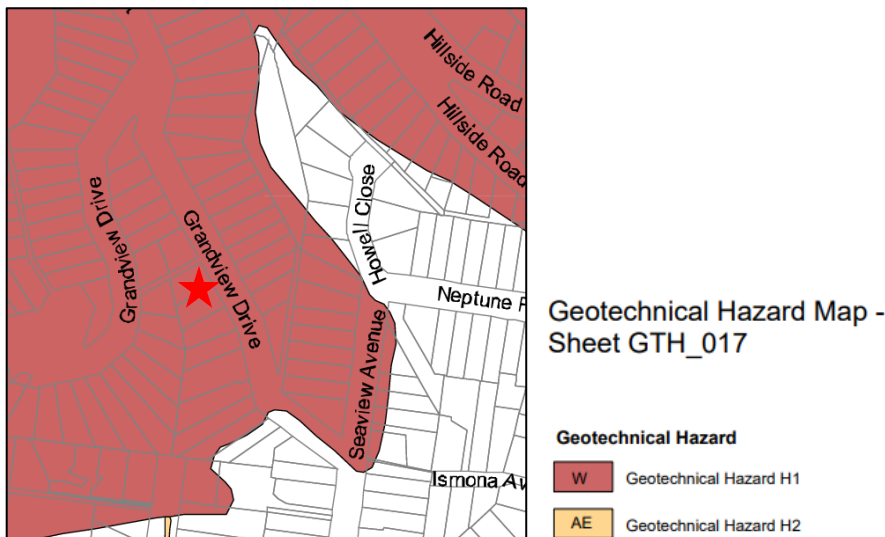 Hillside Road
Hillside Road
Howell Close
Grandview Drive
Grandview Drive
Neptune
Seaview Avenue
Ismona
Geotechnical Hazard Map -
Sheet GTH_017
Geotechnical Hazard
W Geotechnical Hazard H1
AE Geotechnical Hazard H2